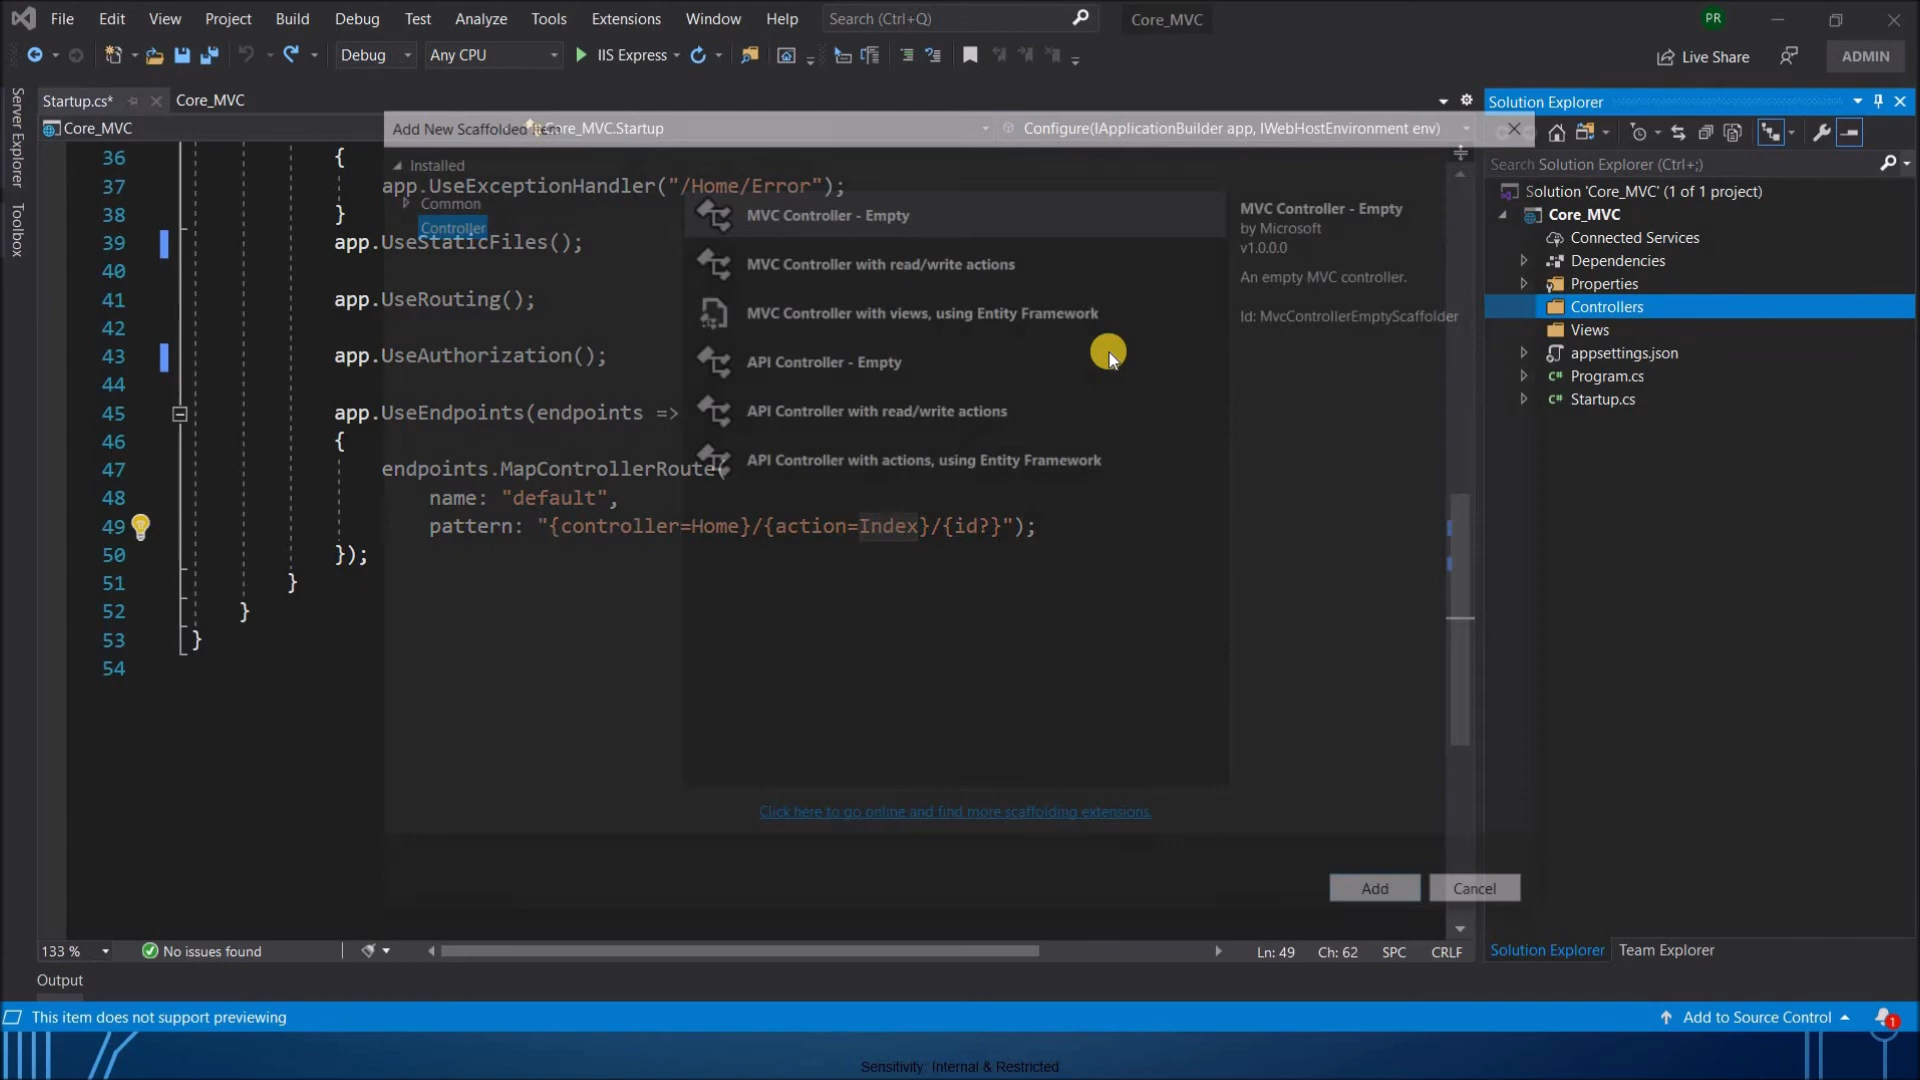 File Edit View Project Build Debug Test Analyze Tools Extensions Window Help Search (Ctrl+Q) Core_MVC PR
Debug Any CPU IIS Express Live Share ADMIN
Server Explorer
Toolbox
Startup.cs* Core_MVC
Core_MVC Core_MVC.Startup Configure(IApplicationBuilder app, IWebHostEnvironment env)
36 {
37 app.UseExceptionHandler("/Home/Error");
38 }
39 app.UseStaticFiles();
40
41 app.UseRouting();
42
43 app.UseAuthorization();
44
45 app.UseEndpoints(endpoints =>
46 {
47 endpoints.MapControllerRoute(
48 name: "default",
49 pattern: "{controller=Home}/{action=Index}/{id?}");
50 });
51 }
52 }
53 }
54
Add New Scaffolded Item
Installed
Common
Controller
MVC Controller - Empty
MVC Controller with read/write actions
MVC Controller with views, using Entity Framework
API Controller - Empty
API Controller with read/write actions
API Controller with actions, using Entity Framework
MVC Controller - Empty
by Microsoft
v1.0.0.0
An empty MVC controller.
Id: MvcControllerEmptyScaffolder
Click here to go online and find more scaffolding extensions.
Add Cancel
Solution Explorer
Search Solution Explorer (Ctrl+;)
Solution 'Core_MVC' (1 of 1 project)
Core_MVC
Connected Services
Dependencies
Properties
Controllers
Views
appsettings.json
C# Program.cs
C# Startup.cs
Solution Explorer Team Explorer
133 % No issues found Ln: 49 Ch: 62 SPC CRLF
Output
This item does not support previewing Add to Source Control 1
Sensitivity: Internal & Restricted